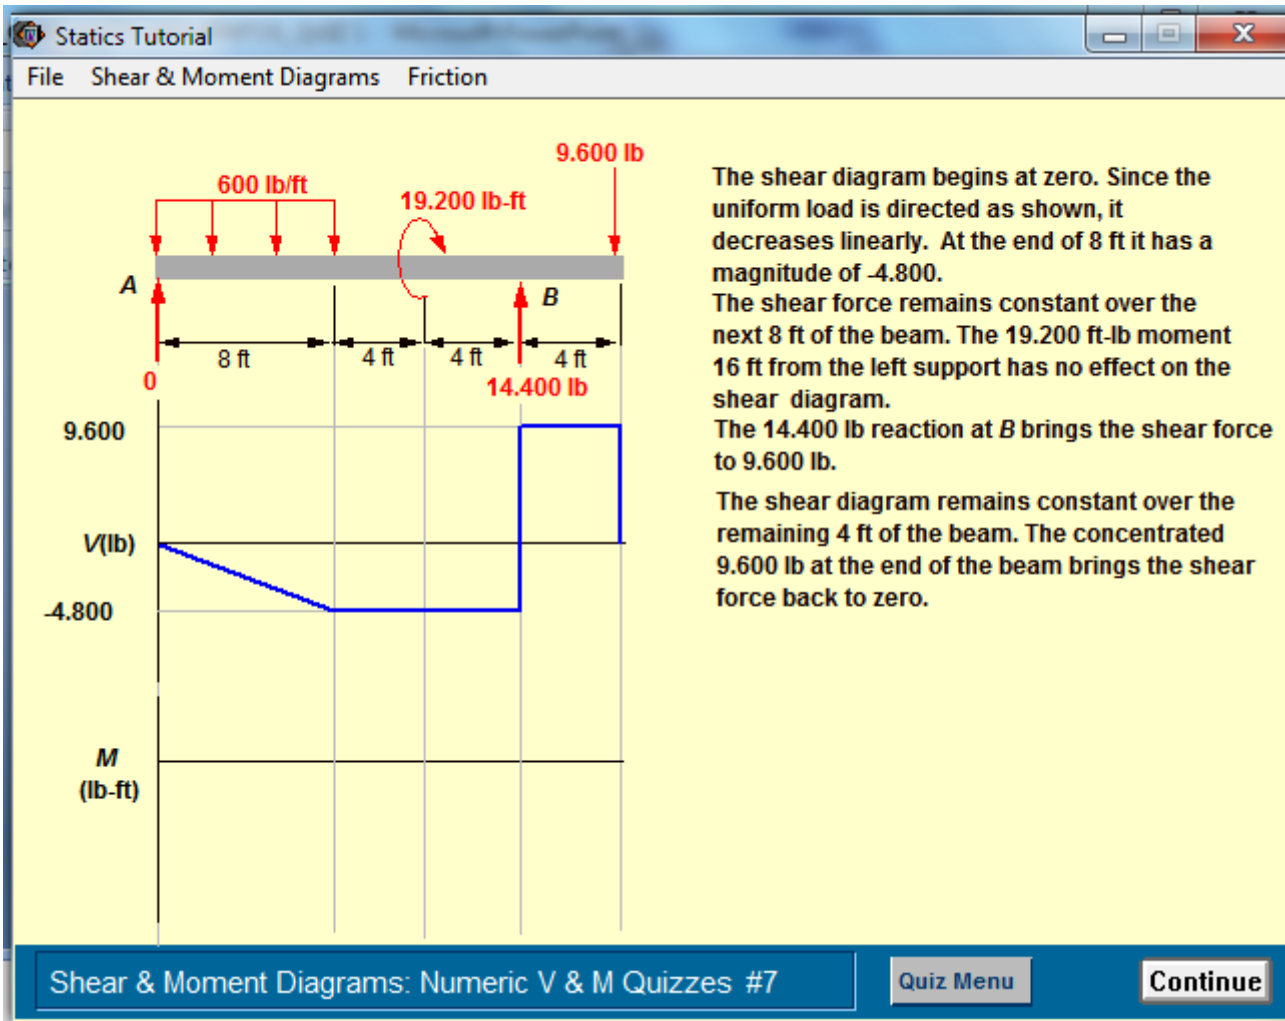 Statics Tutorial
File Shear & Moment Diagrams Friction
9.600 lb
600 lb/ft
19.200 lb-ft
A
B
8 ft
4 ft
4 ft
4 ft
0
14.400 lb
9.600
V(lb)
-4.800
M
(lb-ft)
The shear diagram begins at zero. Since the
uniform load is directed as shown, it
decreases linearly. At the end of 8 ft it has a
magnitude of -4.800.
The shear force remains constant over the
next 8 ft of the beam. The 19.200 ft-lb moment
16 ft from the left support has no effect on the
shear diagram.
The 14.400 lb reaction at B brings the shear force
to 9.600 lb.
The shear diagram remains constant over the
remaining 4 ft of the beam. The concentrated
9.600 lb at the end of the beam brings the shear
force back to zero.
Shear & Moment Diagrams: Numeric V & M Quizzes #7
Quiz Menu
Continue